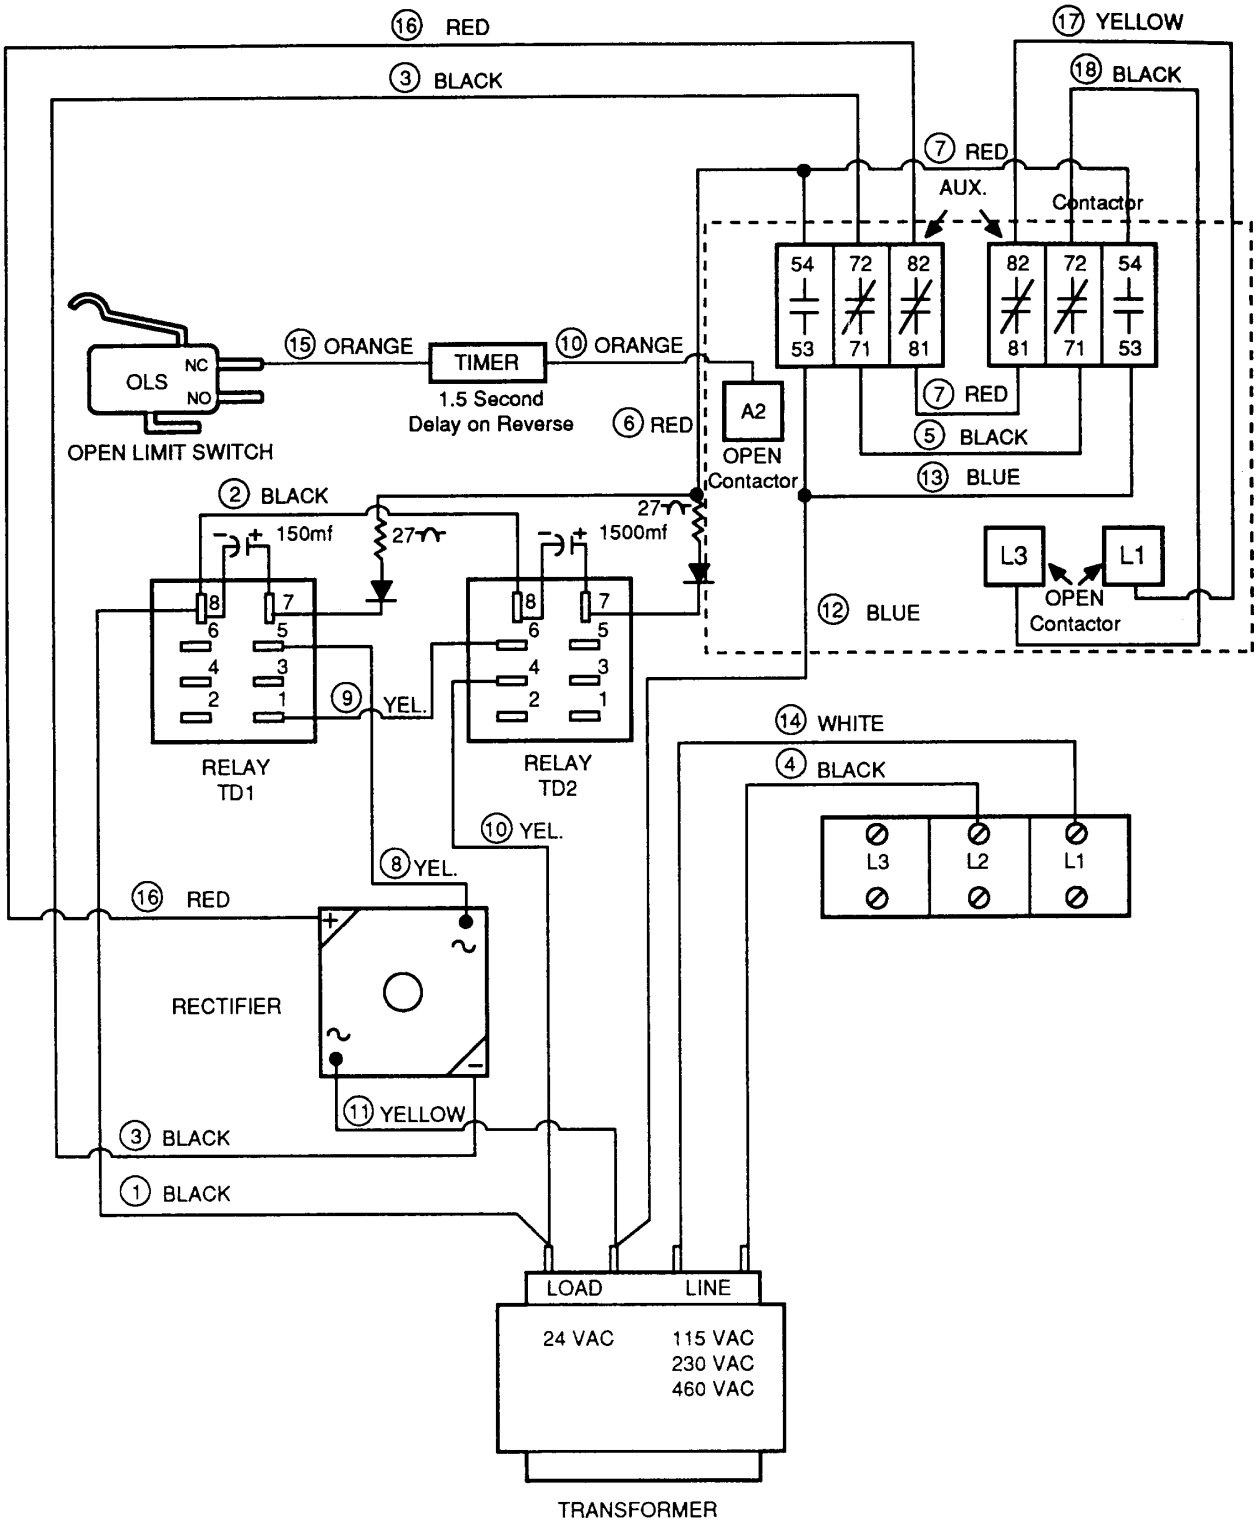 16 RED
17 YELLOW
3 BLACK
18 BLACK
7 RED
AUX.
Contactor
54 72 82
82 72 54
53 71 81
81 71 53
NC
OLS
NO
OPEN LIMIT SWITCH
15 ORANGE
TIMER
1.5 Second
Delay on Reverse
10 ORANGE
6 RED
A2
OPEN
Contactor
7 RED
5 BLACK
13 BLUE
2 BLACK
- + 150mf
27
- + 1500mf
27
L3
L1
OPEN
Contactor
12 BLUE
8 7
6 5
4 3
2 1
RELAY
TD1
9 YEL.
8 7
6 5
4 3
2 1
RELAY
TD2
14 WHITE
4 BLACK
L3 L2 L1
10 YEL.
8 YEL.
16 RED
+
~
RECTIFIER
~
-
11 YELLOW
3 BLACK
1 BLACK
LOAD LINE
24 VAC 115 VAC
230 VAC
460 VAC
TRANSFORMER